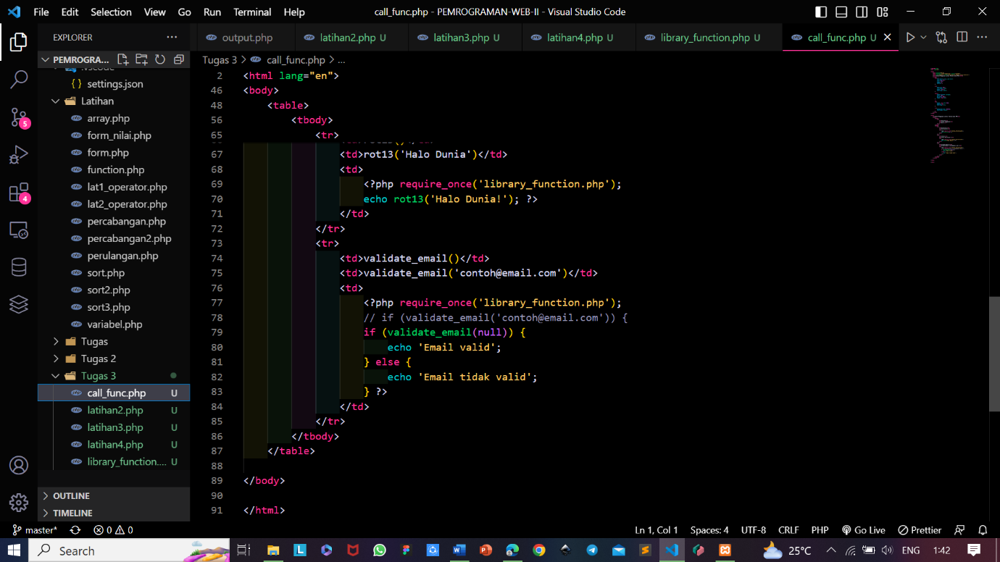 File Edit Selection View Go Run Terminal Help
call_func.php - PEMROGRAMAN-WEB-II - Visual Studio Code
EXPLORER
PEMROGRA...
.vscode
settings.json
Latihan
array.php
form_nilai.php
form.php
function.php
lat1_operator.php
lat2_operator.php
percabangan.php
percabangan2.php
perulangan.php
sort.php
sort2.php
sort3.php
variabel.php
Tugas
Tugas 2
Tugas 3
call_func.php U
latihan2.php U
latihan3.php U
latihan4.php U
library_function.... U
OUTLINE
TIMELINE
5
4
output.php
latihan2.php U
latihan3.php U
latihan4.php U
library_function.php U
call_func.php U
Tugas 3 > call_func.php > ...
2 <html lang="en">
46 <body>
48 <table>
56 <tbody>
65 <tr>
67 <td>rot13('Halo Dunia')</td>
68 <td>
69 <?php require_once('library_function.php');
70 echo rot13('Halo Dunia!'); ?>
71 </td>
72 </tr>
73 <tr>
74 <td>validate_email()</td>
75 <td>validate_email('contoh@email.com')</td>
76 <td>
77 <?php require_once('library_function.php');
78 // if (validate_email('contoh@email.com')) {
79 if (validate_email(null)) {
80 echo 'Email valid';
81 } else {
82 echo 'Email tidak valid';
83 } ?>
84 </td>
85 </tr>
86 </tbody>
87 </table>
88
89 </body>
90
91 </html>
master* 0 0
Ln 1, Col 1 Spaces: 4 UTF-8 CRLF PHP Go Live Prettier
Search
25°C ENG 1:42